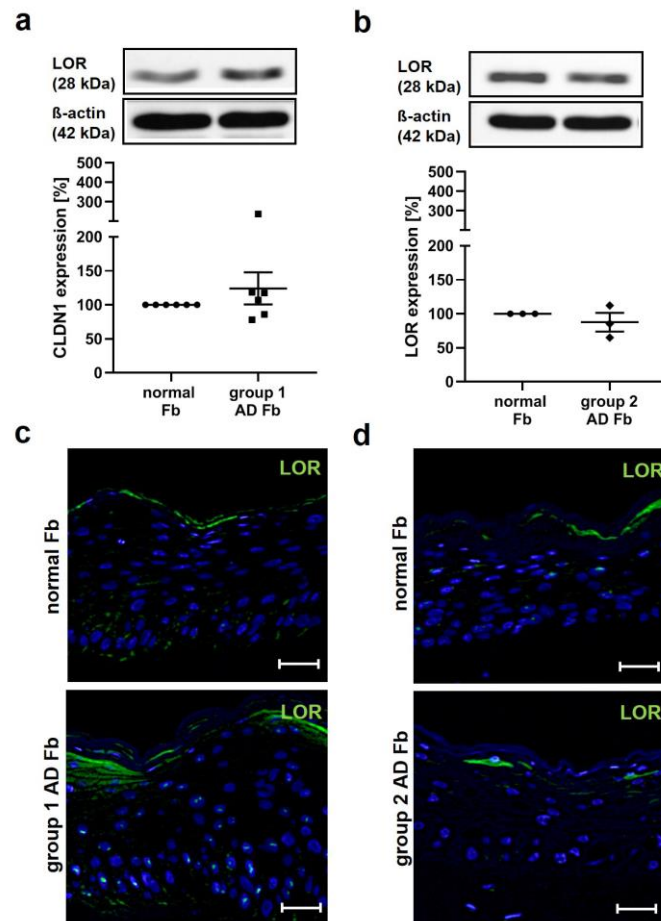 a
LOR
(28 kDa)
ß-actin
(42 kDa)
CLDN1 expression [%]
500
400
300
200
150
100
50
0
normal
Fb
group 1
AD Fb
b
LOR
(28 kDa)
ß-actin
(42 kDa)
LOR expression [%]
500
400
300
200
150
100
50
0
normal
Fb
group 2
AD Fb
c
normal Fb
LOR
group 1 AD Fb
LOR
d
normal Fb
LOR
group 2 AD Fb
LOR